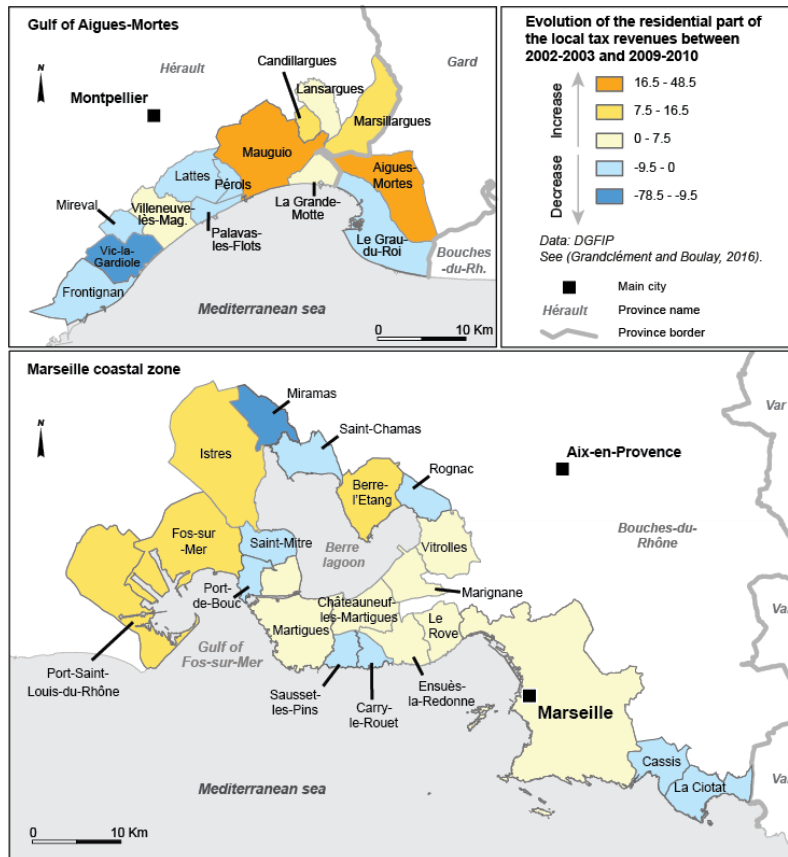 Gulf of Aigues-Mortes
Hérault
Gard
Candillargues
Lansargues
Montpellier
Marsillargues
Mauguio
Lattes
Pérols
Aigues-
Mortes
Mireval
Villeneuve-
lès-Mag.
La Grande-
Motte
Palavas-
les-Flots
Le Grau-
du-Roi
Vic-la-
Gardiole
Bouches
-du-Rh.
Frontignan
Mediterranean sea
10 Km
Evolution of the residential part of
the local tax revenues between
2002-2003 and 2009-2010
Increase
Decrease
16.5 - 48.5
7.5 - 16.5
0 - 7.5
-9.5 - 0
-78.5 - -9.5
Data: DGFIP
See (Grandclément and Boulay, 2016).
Main city
Hérault
Province name
Province border
Marseille coastal zone
Miramas
Var
Saint-Chamas
Istres
Aix-en-Provence
Rognac
Berre-
l'Etang
Fos-sur
-Mer
Bouches-du-
Rhône
Saint-Mitre
Berre
lagoon
Vitrolles
Port-
de-Bouc
Marignane
Châteauneuf-
les-Martigues
Va
Martigues
Le
Rove
Gulf of
Fos-sur-Mer
Port-Saint-
Louis-du-Rhône
Sausset-
les-Pins
Carry-
le-Rouet
Ensuès-
la-Redonne
Marseille
Cassis
Va
La Ciotat
Mediterranean sea
0 10 Km